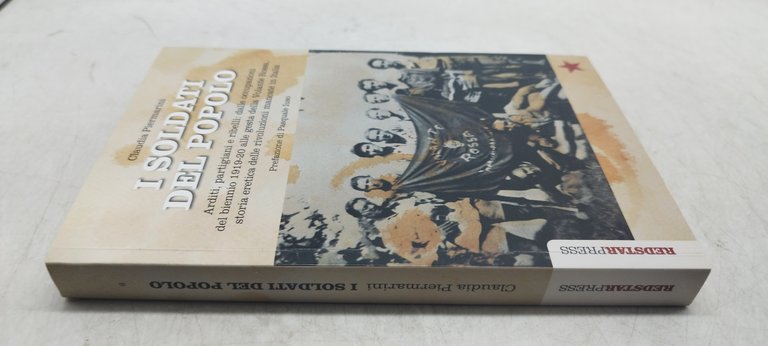 Claudia Piermarini
I SOLDATI
DEL POPOLO
Arditi, partigiani e ribelli: dalle occupazioni
del biennio 1919-20 alle gesta della Volante Rossa,
storia eretica delle rivoluzioni mancate in Italia
Prefazione di Pasquale Iuso
Rossa
REDSTARPRESS
Claudia Piermarini I SOLDATI DEL POPOLO
REDSTARPRESS